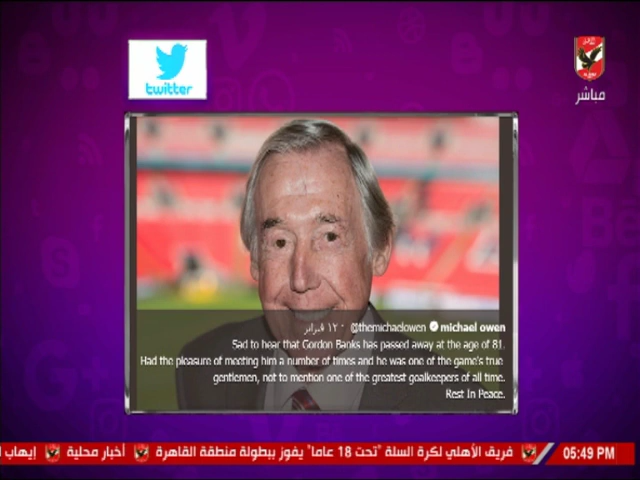 twitter
مباشر
michael owen @themichaelowen · ١٢ فبراير
Sad to hear that Gordon Banks has passed away at the age of 81.
Had the pleasure of meeting him a number of times and he was one of the game's true
gentlemen, not to mention one of the greatest goalkeepers of all time.
Rest In Peace.
05:49 PM فريق الأهلي لكرة السلة "تحت 18 عاما" يفوز ببطولة منطقة القاهرة أخبار محلية إيهاب